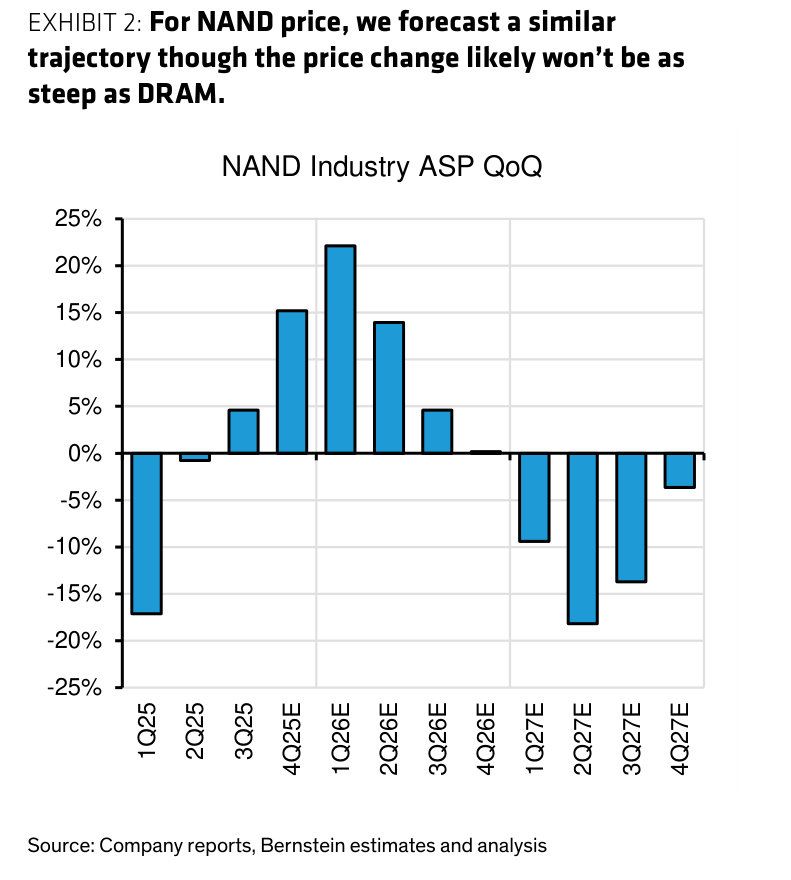 EXHIBIT 2: For NAND price, we forecast a similar
trajectory though the price change likely won’t be as
steep as DRAM.
NAND Industry ASP QoQ
25%
20%
15%
10%
5%
0%
-5%
-10%
-15%
-20%
-25%
1Q25
2Q25
3Q25
4Q25E
1Q26E
2Q26E
3Q26E
4Q26E
1Q27E
2Q27E
3Q27E
4Q27E
Source: Company reports, Bernstein estimates and analysis